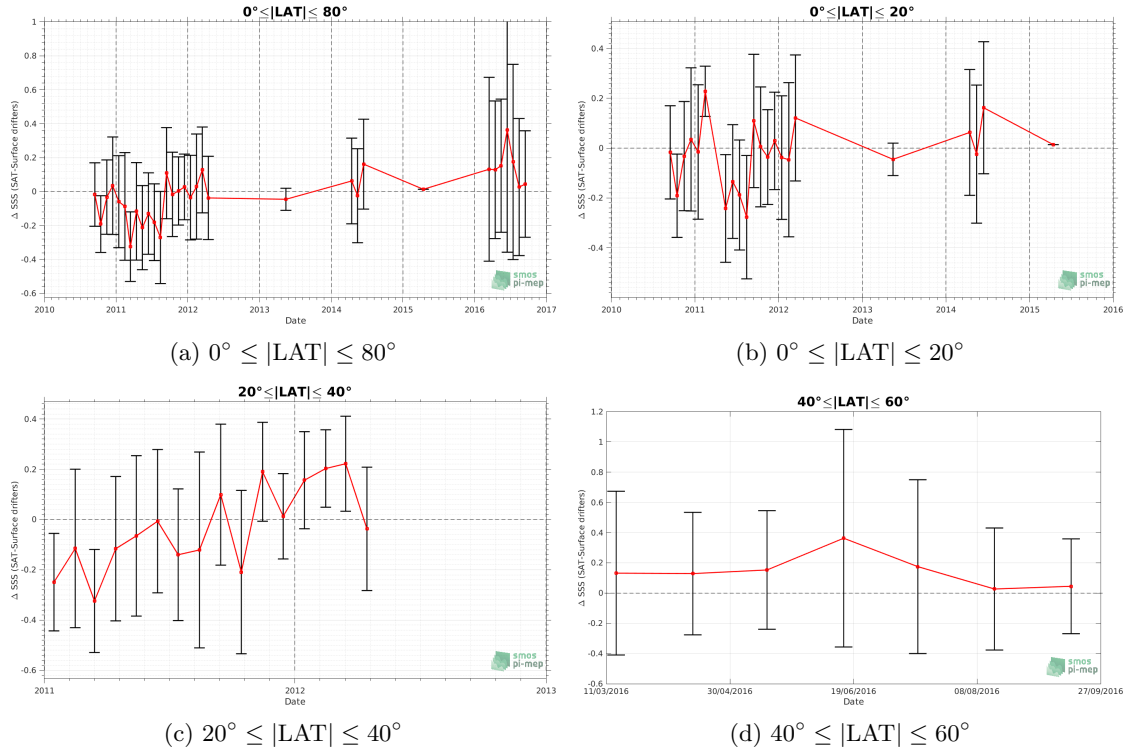 0°≤|LAT|≤ 80°
Δ SSS (SAT-Surface drifters)
1
0.8
0.6
0.4
0.2
0
-0.2
-0.4
-0.6
2010 2011 2012 2013 2014 2015 2016 2017
Date
smos
pi-mep
(a) 0° ≤ |LAT| ≤ 80°
0°≤|LAT|≤ 20°
Δ SSS (SAT-Surface drifters)
0.4
0.2
0
-0.2
-0.4
2011 2012 2013 2014 2015 2016
2010
Date
smos
pi-mep
(b) 0° ≤ |LAT| ≤ 20°
20°≤|LAT|≤ 40°
Δ SSS (SAT-Surface drifters)
0.4
0.2
0
-0.2
-0.4
-0.6
2011 2012 2013
Date
smos
pi-mep
(c) 20° ≤ |LAT| ≤ 40°
40°≤|LAT|≤ 60°
Δ SSS (SAT-Surface drifters)
1.2
1
0.8
0.6
0.4
0.2
0
-0.2
-0.4
-0.6
11/03/2016 30/04/2016 19/06/2016 08/08/2016 27/09/2016
Date
smos
pi-mep
(d) 40° ≤ |LAT| ≤ 60°